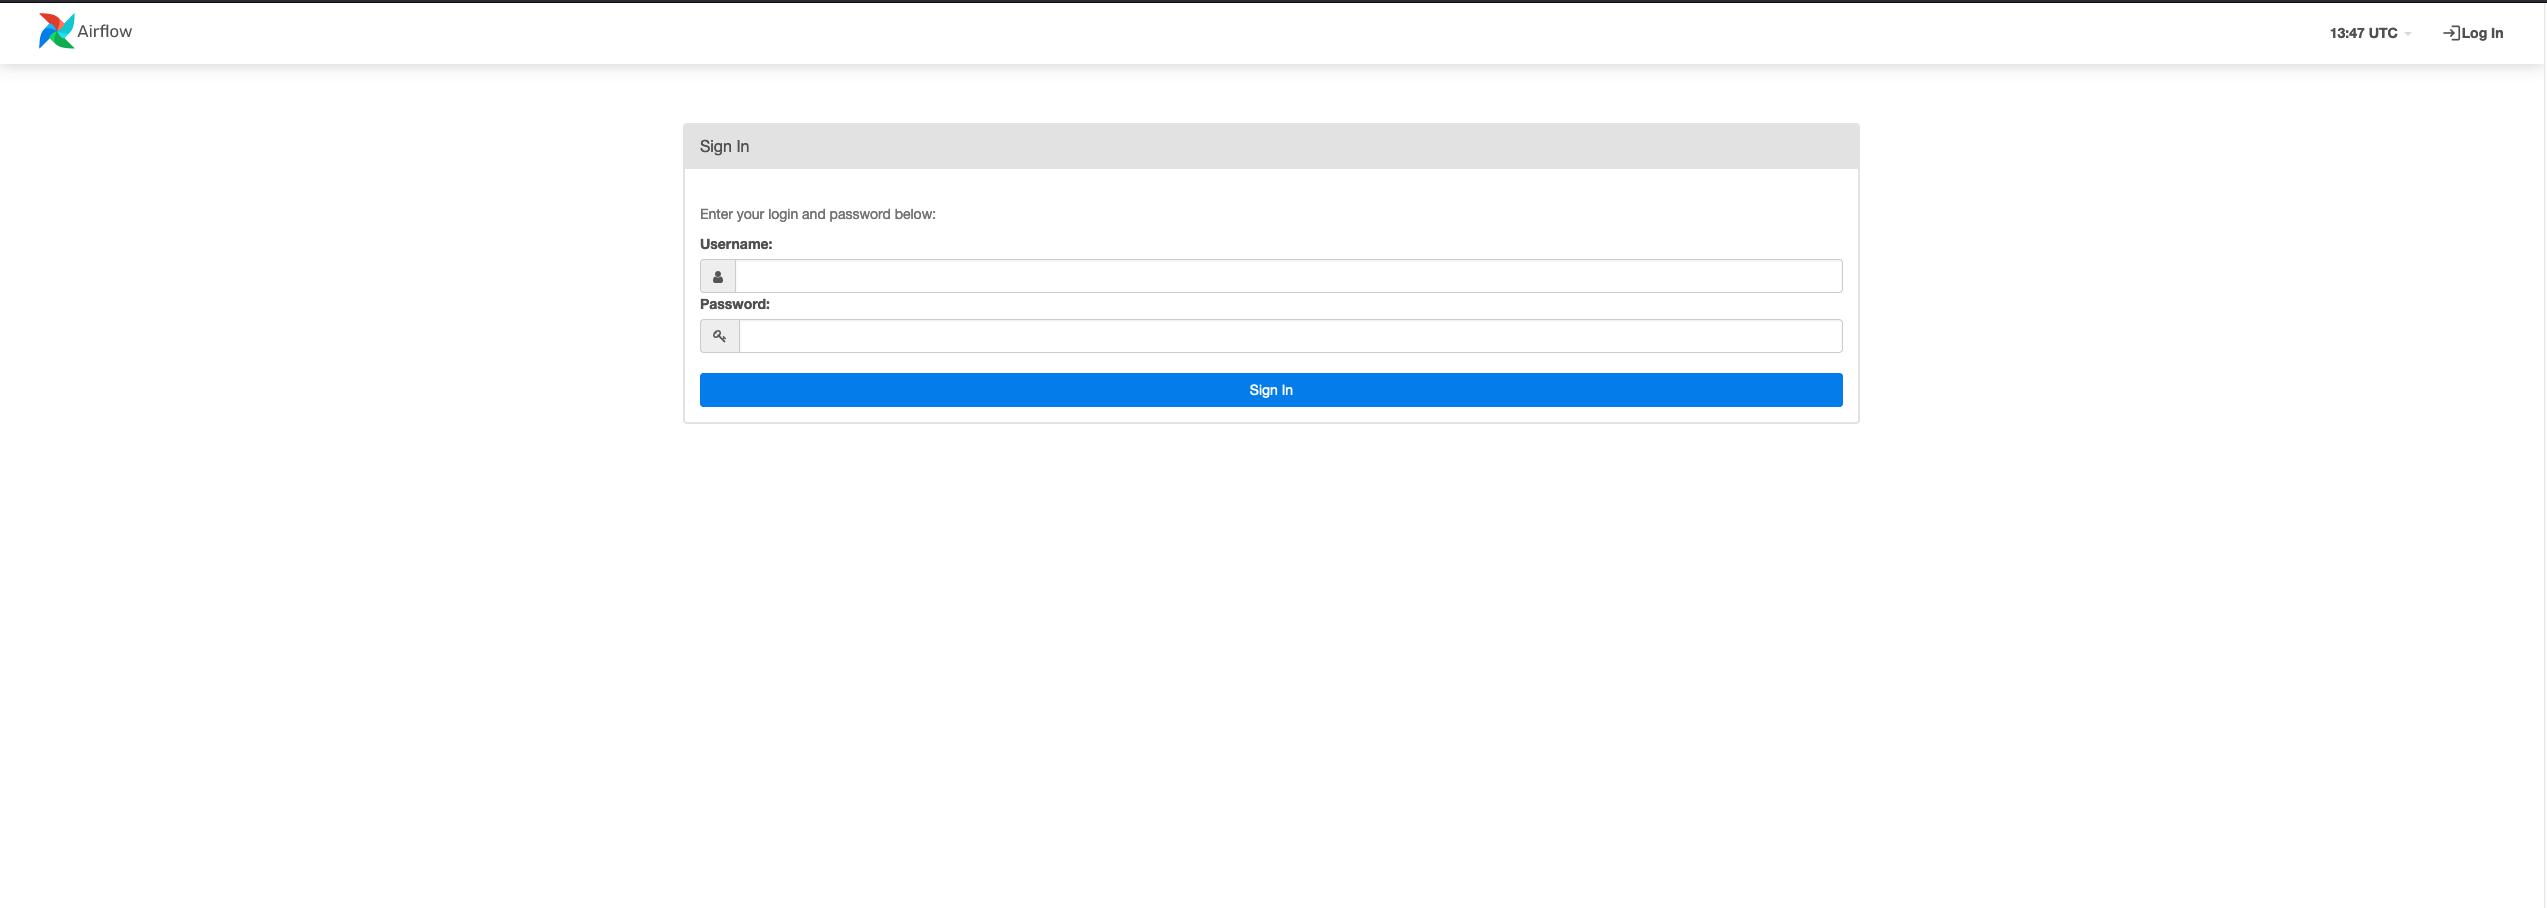 Airflow
13:47 UTC
Log In
Sign In
Enter your login and password below:
Username:
Password:
Sign In